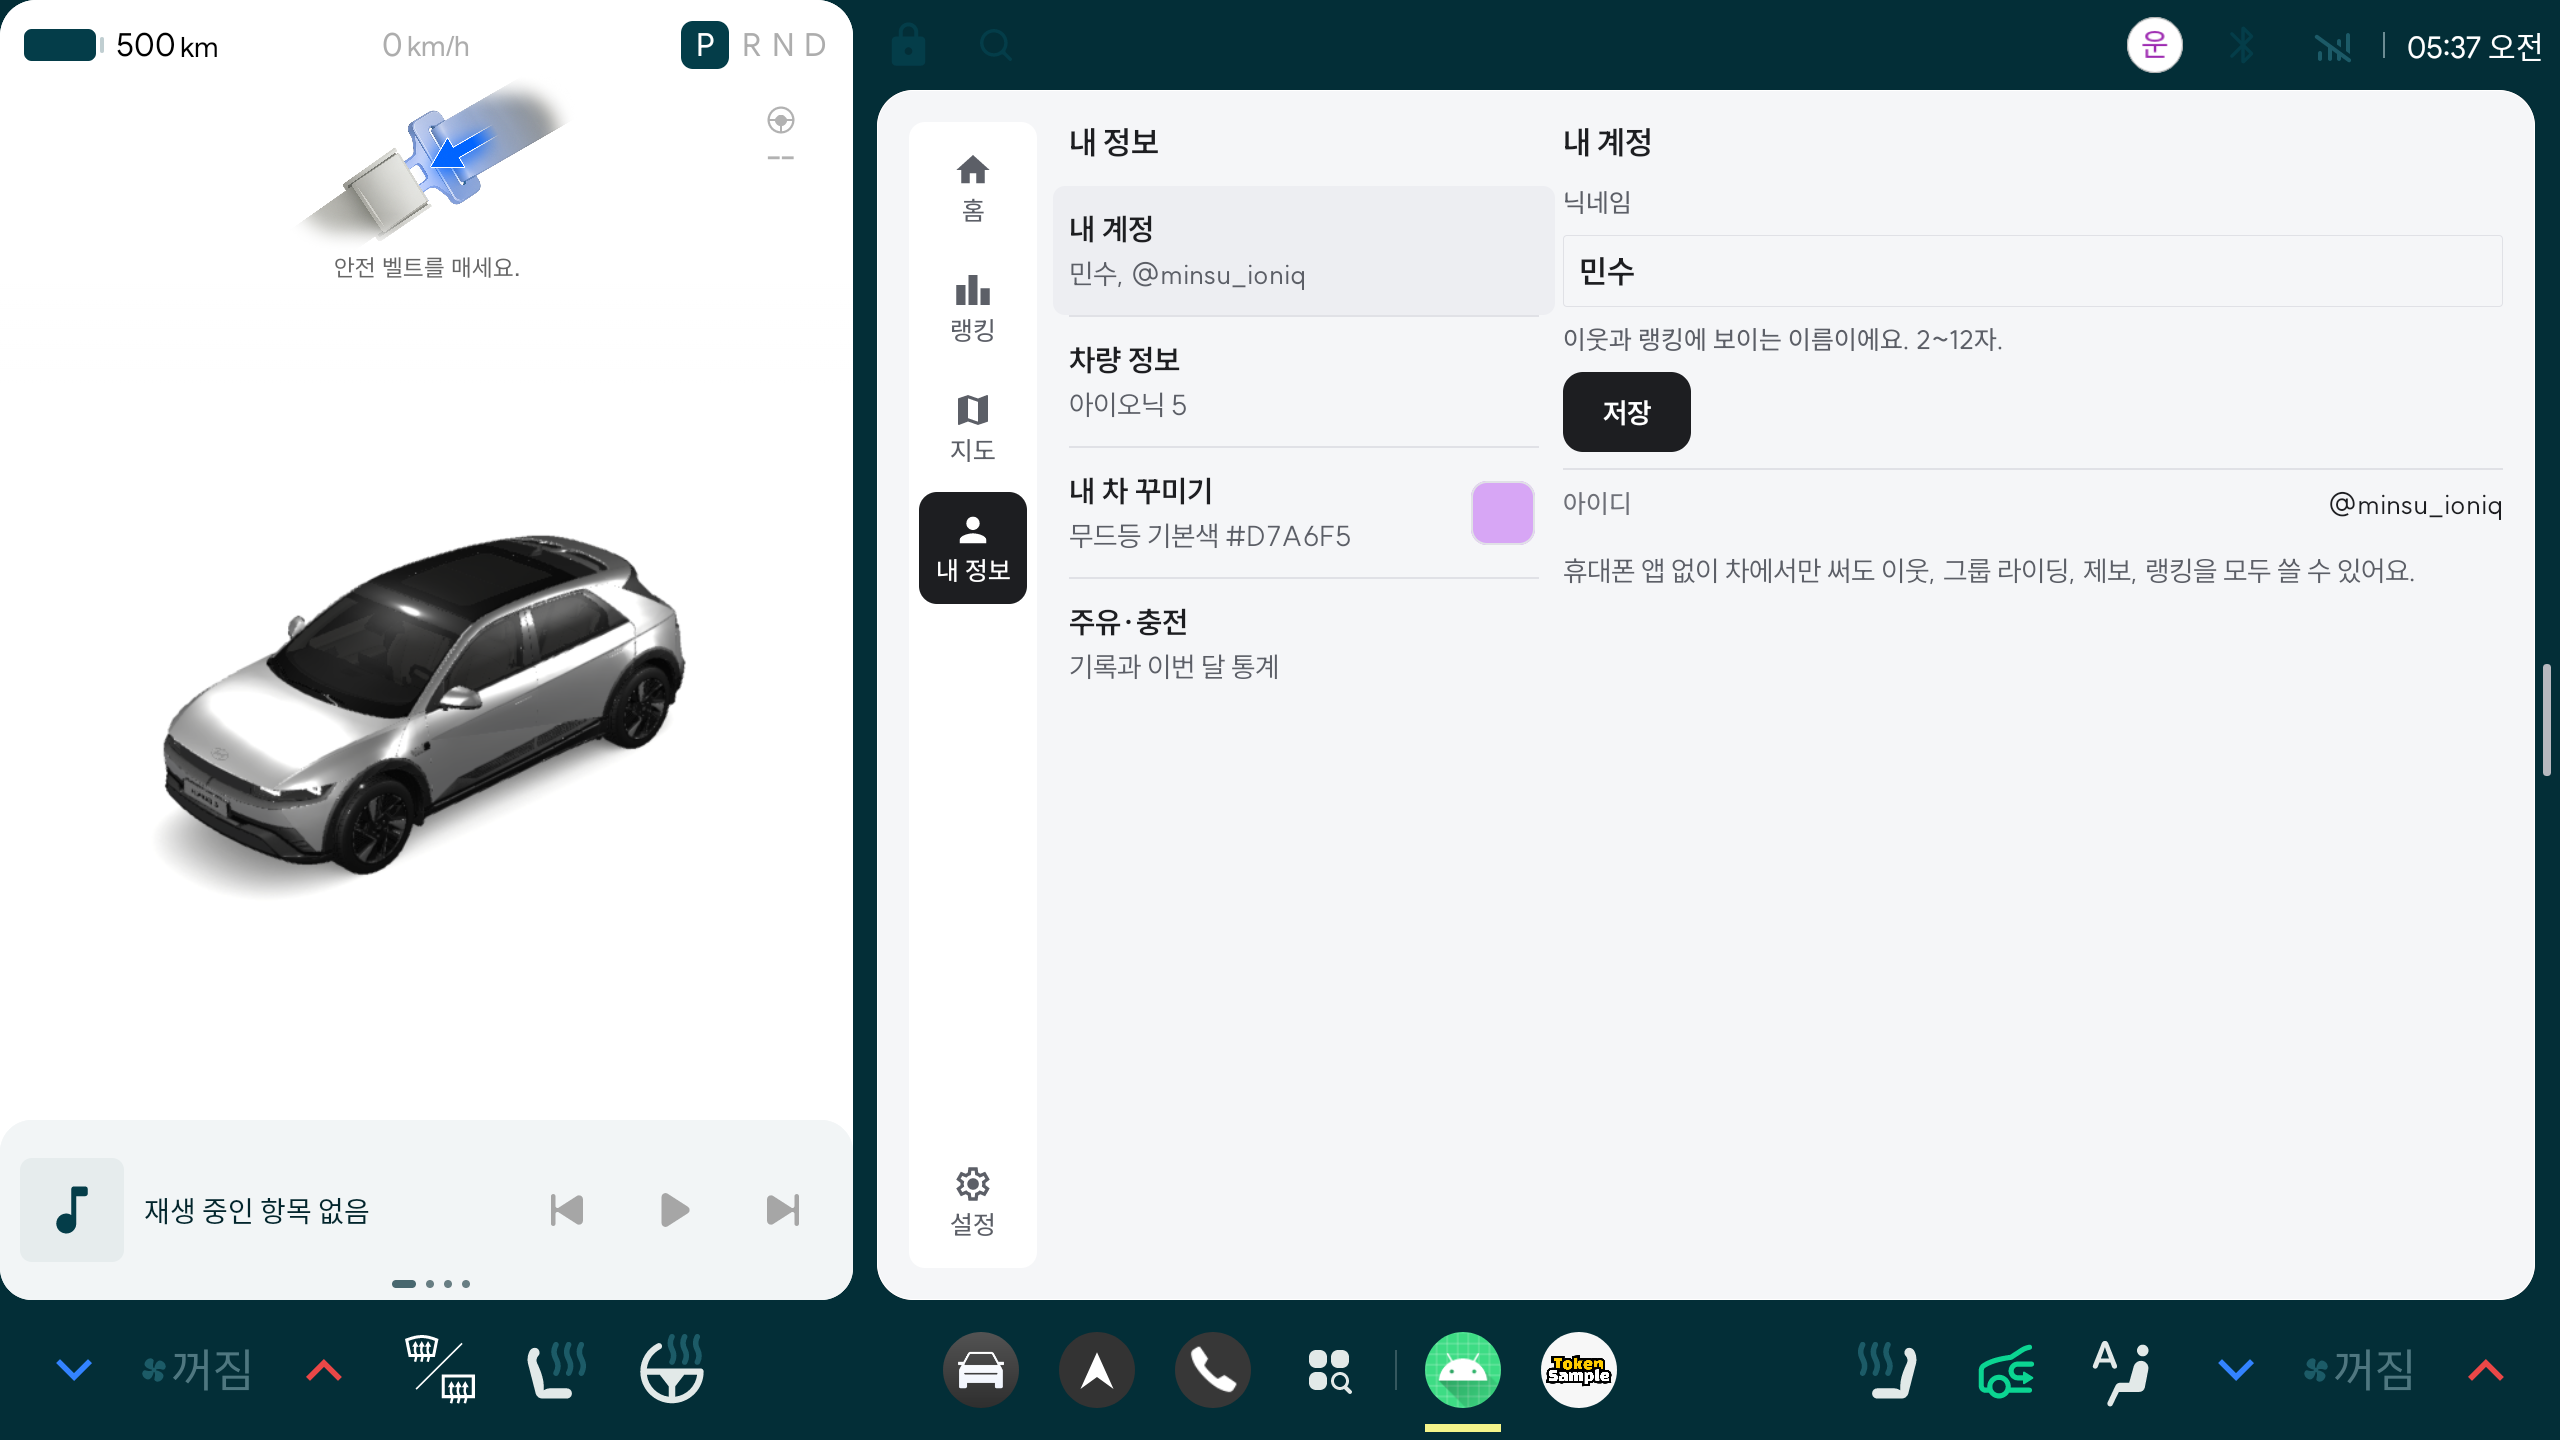 500 km
0 km/h
P R N D
안전 벨트를 매세요.
--
재생 중인 항목 없음
운
05:37 오전
홈
랭킹
지도
내 정보
설정
내 정보
내 계정
민수, @minsu_ioniq
차량 정보
아이오닉 5
내 차 꾸미기
무드등 기본색 #D7A6F5
주유·충전
기록과 이번 달 통계
내 계정
닉네임
민수
이웃과 랭킹에 보이는 이름이에요. 2~12자.
저장
아이디
@minsu_ioniq
휴대폰 앱 없이 차에서만 써도 이웃, 그룹 라이딩, 제보, 랭킹을 모두 쓸 수 있어요.
꺼짐
Token
Sample
A
꺼짐